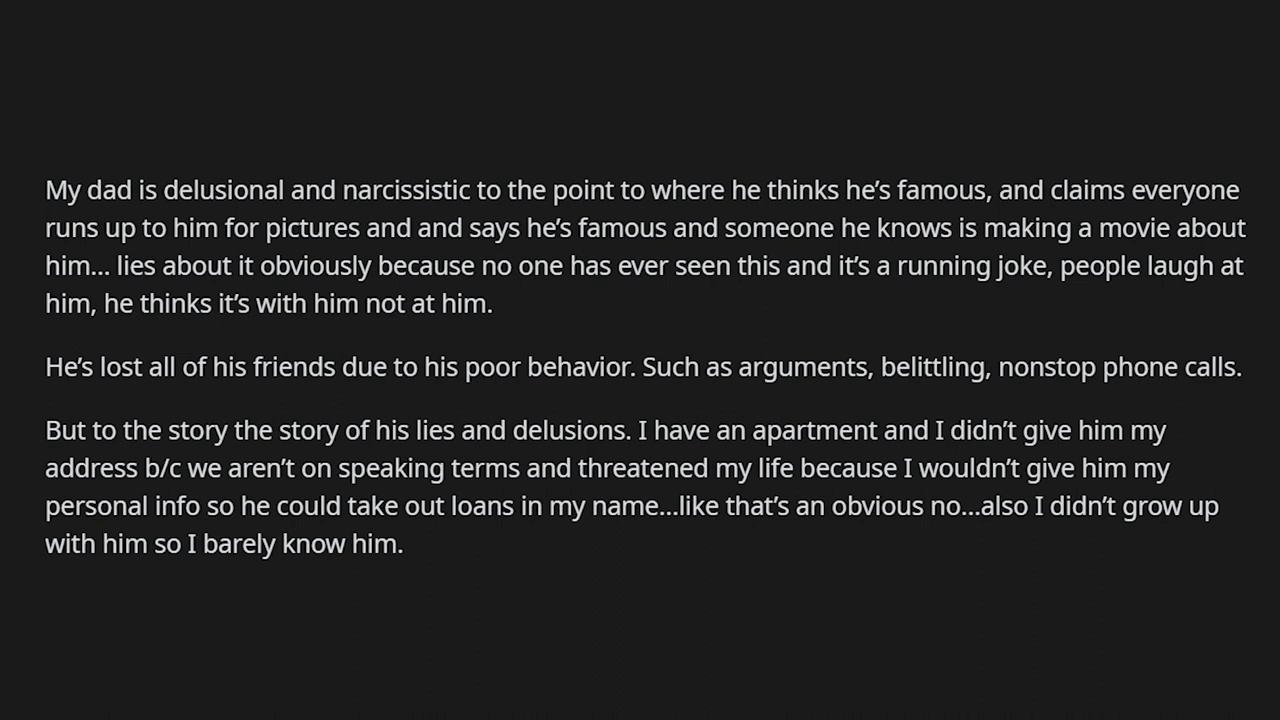 My dad is delusional and narcissistic to the point to where he thinks he’s famous, and claims everyone
runs up to him for pictures and and says he’s famous and someone he knows is making a movie about
him... lies about it obviously because no one has ever seen this and it’s a running joke, people laugh at
him, he thinks it’s with him not at him.
He’s lost all of his friends due to his poor behavior. Such as arguments, belittling, nonstop phone calls.
But to the story the story of his lies and delusions. I have an apartment and I didn’t give him my
address b/c we aren’t on speaking terms and threatened my life because I wouldn’t give him my
personal info so he could take out loans in my name...like that’s an obvious no...also I didn’t grow up
with him so I barely know him.